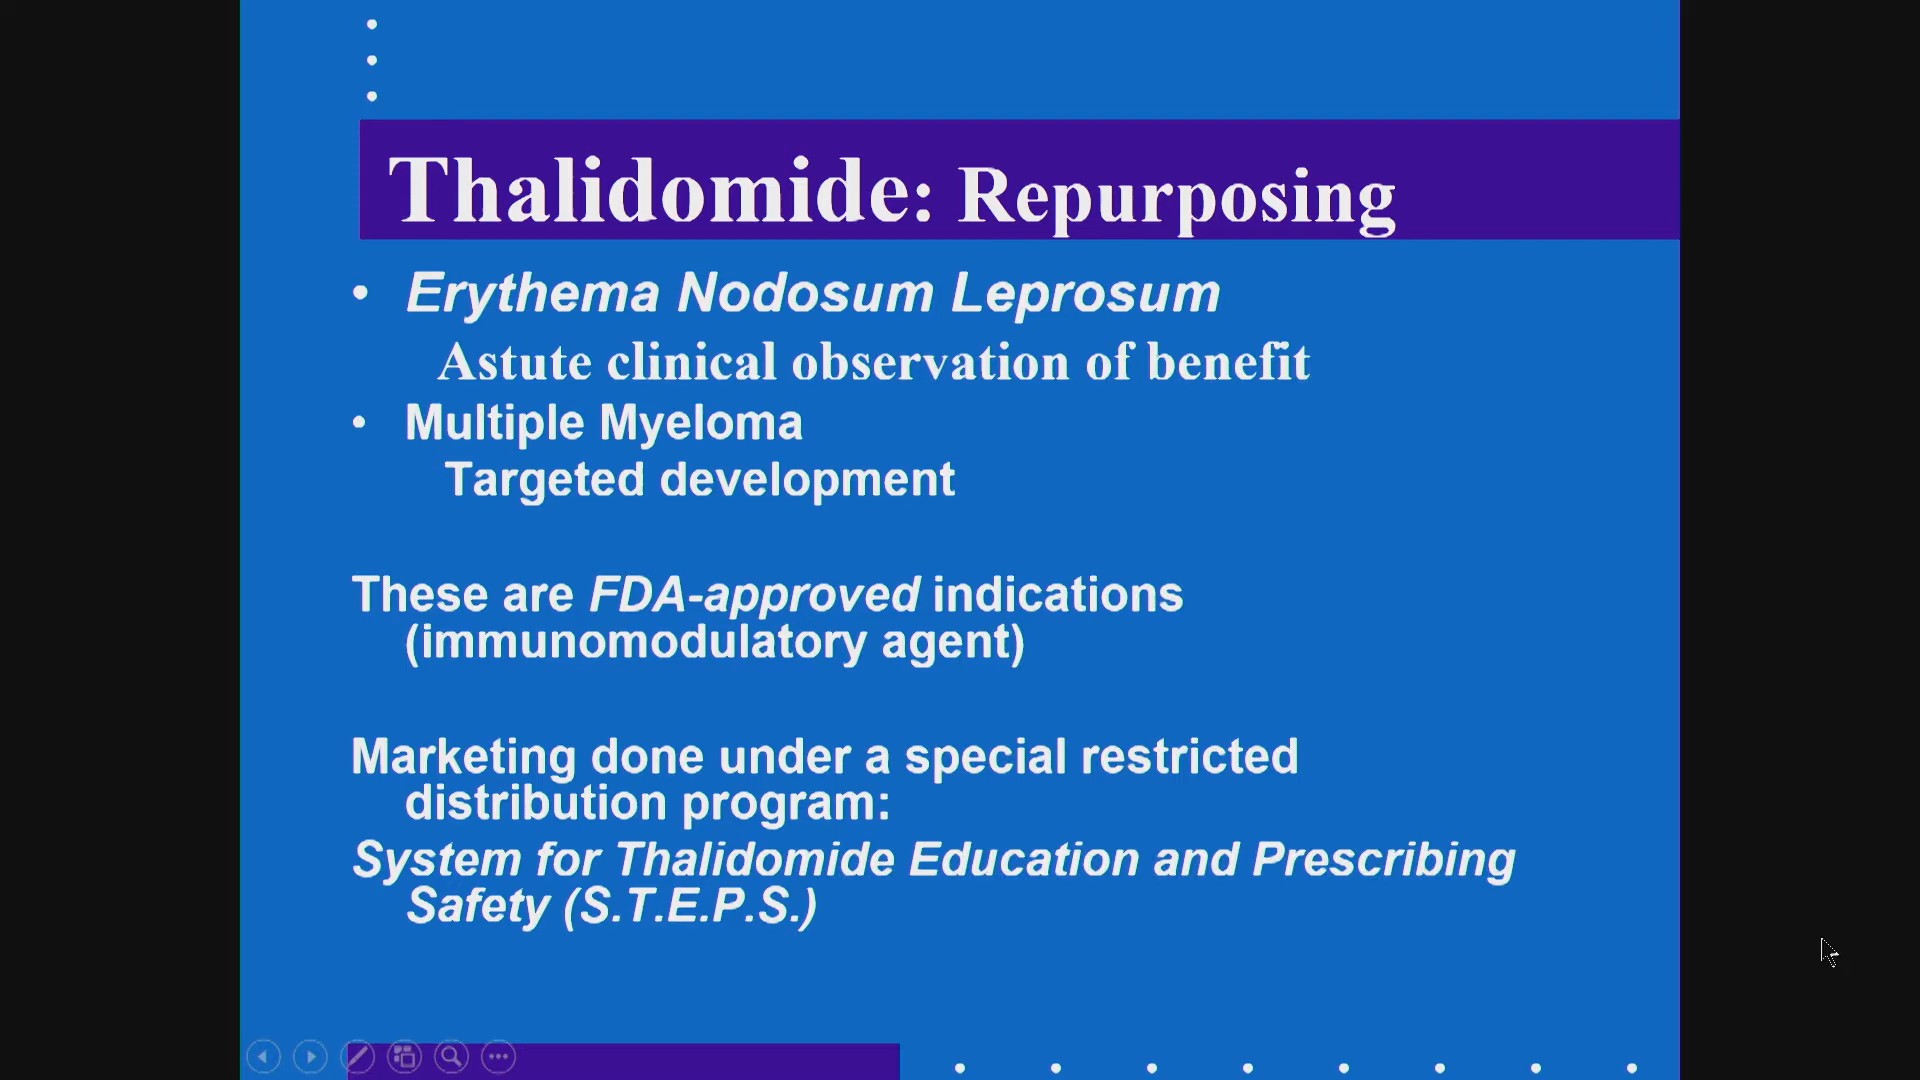 Thalidomide: Repurposing
• Erythema Nodosum Leprosum
Astute clinical observation of benefit
• Multiple Myeloma
Targeted development
These are FDA-approved indications
(immunomodulatory agent)
Marketing done under a special restricted
distribution program:
System for Thalidomide Education and Prescribing
Safety (S.T.E.P.S.)